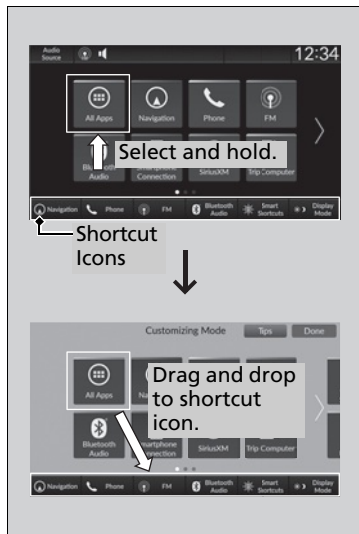 Audio
Source
12:34
All Apps
Navigation
Phone
FM
Select and hold.
Bluetooth
Audio
Smartphone
Connection
SiriusXM
Trip Computer
Navigation
Phone
FM
Bluetooth
Audio
Smart
Shortcuts
Display
Mode
Shortcut
Icons
Customizing Mode
Tips
Done
All Apps
Drag and drop
to shortcut
icon.
Bluetooth
Audio
Smartphone
Connection
SiriusXM
Trip Computer
Navigation
Phone
FM
Bluetooth
Audio
Smart
Shortcuts
Display
Mode